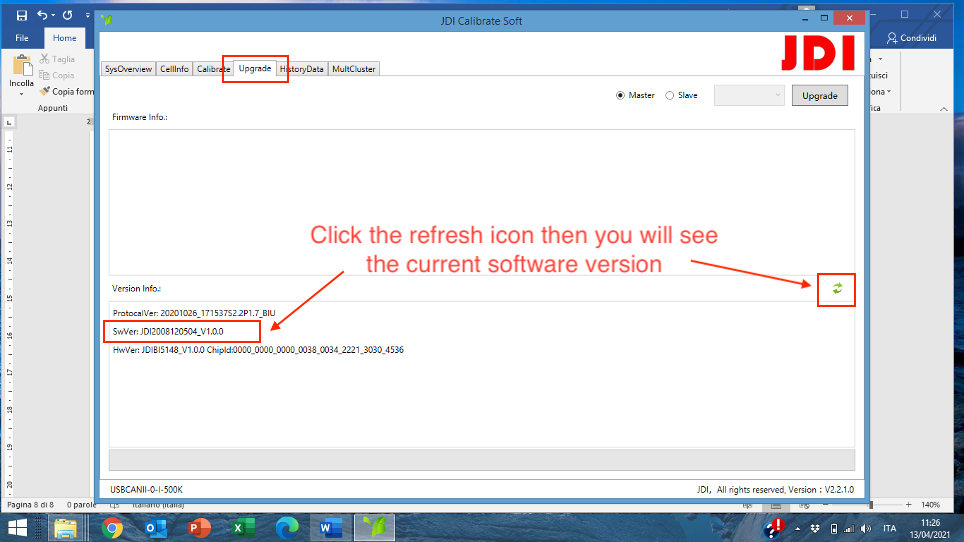 JDI Calibrate Soft
File
Home
Condividi
Taglia
Copia
Copia form
Incolla
Appunti
JDI
SysOverview CellInfo Calibrate Upgrade HistoryData MultCluster
Master Slave Upgrade
Firmware Info.:
Click the refresh icon then you will see
the current software version
Version Info.:
ProtocalVer: 20201026_17153752.2P1.7_BIU
SwVer: JDI2008120504_V1.0.0
HwVer: JDIBI5148_V1.0.0 ChipId:0000_0000_0000_0038_0034_2221_3030_4536
USBCANII-0-I-500K
JDI, All rights reserved, Version : V2.2.1.0
Pagina 8 di 8 0 parole Italiano (Italia) 140%
ITA
11:26
13/04/2021